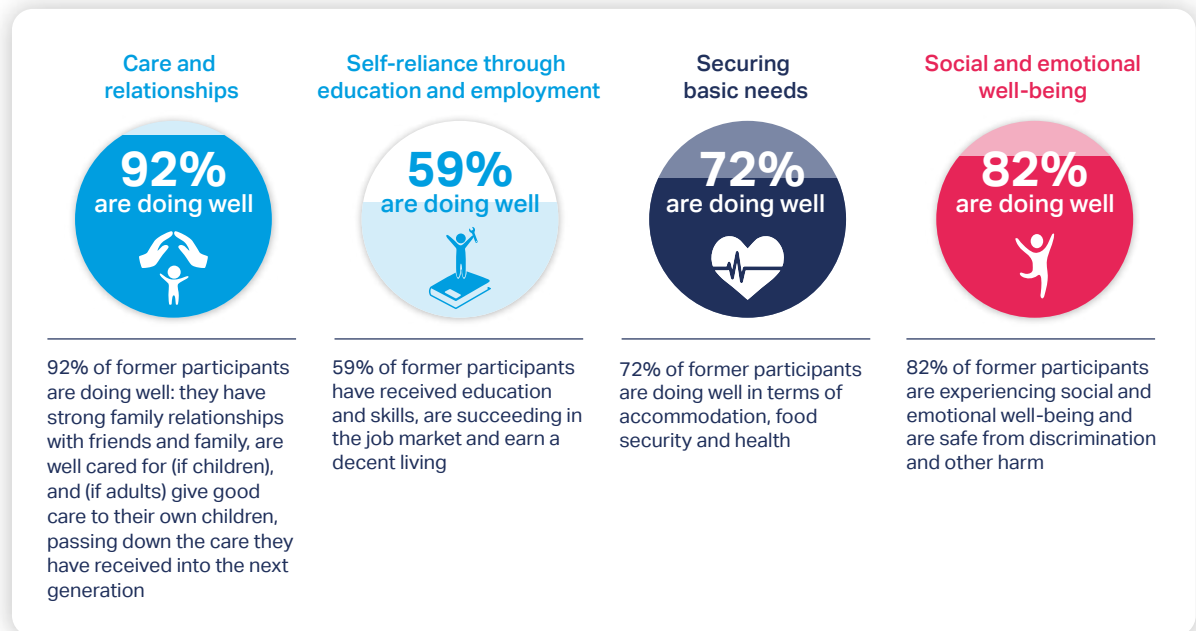 Care and
relationships
92%
are doing well
92% of former participants
are doing well: they have
strong family relationships
with friends and family, are
well cared for (if children),
and (if adults) give good
care to their own children,
passing down the care they
have received into the next
generation
Self-reliance through
education and employment
59%
are doing well
59% of former participants
have received education
and skills, are succeeding in
the job market and earn a
decent living
Securing
basic needs
72%
are doing well
72% of former participants
are doing well in terms of
accommodation, food
security and health
Social and emotional
well-being
82%
are doing well
82% of former participants
are experiencing social and
emotional well-being and
are safe from discrimination
and other harm